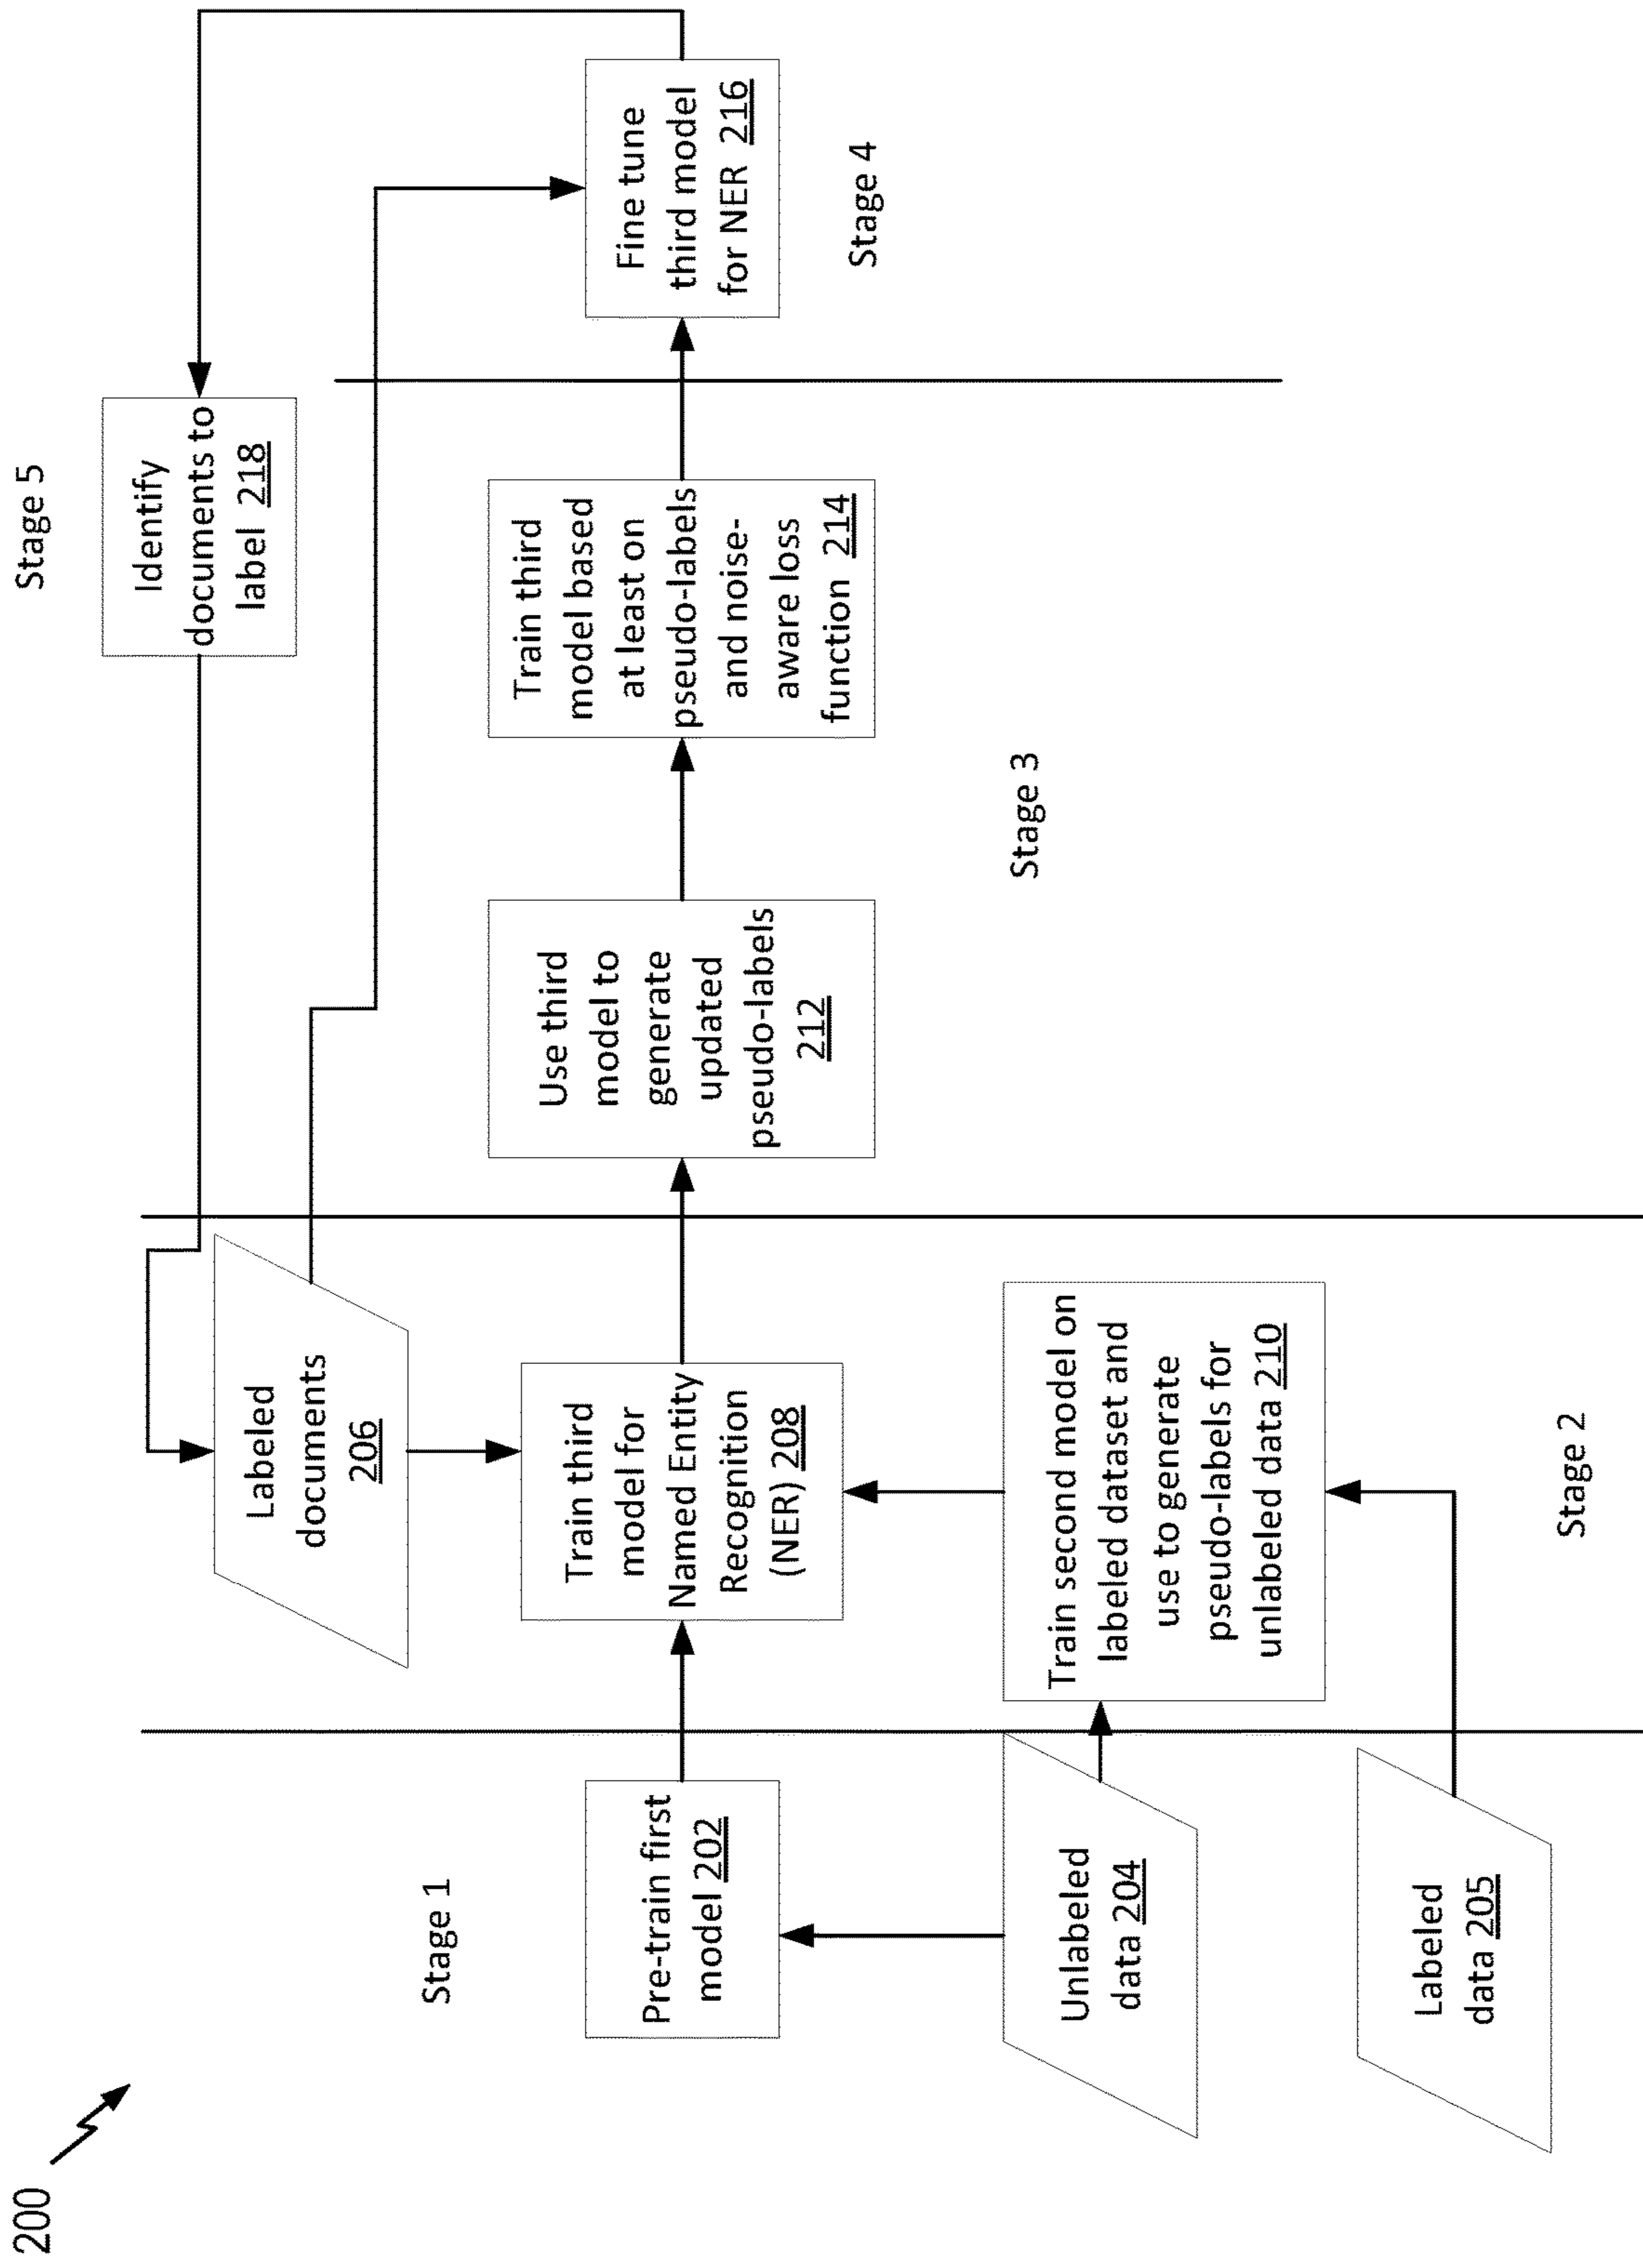 200
Stage 1
Pre-train first
model 202
Unlabeled
data 204
Labeled
data 205
Labeled
documents
206
Train third
model for
Named Entity
Recognition
(NER) 208
Train second model on
labeled dataset and
use to generate
pseudo-labels for
unlabeled data 210
Stage 2
Use third
model to
generate
updated
pseudo-labels
212
Train third
model based
at least on
pseudo-labels
and noise-
aware loss
function 214
Stage 3
Fine tune
third model
for NER 216
Stage 4
Stage 5
Identify
documents to
label 218